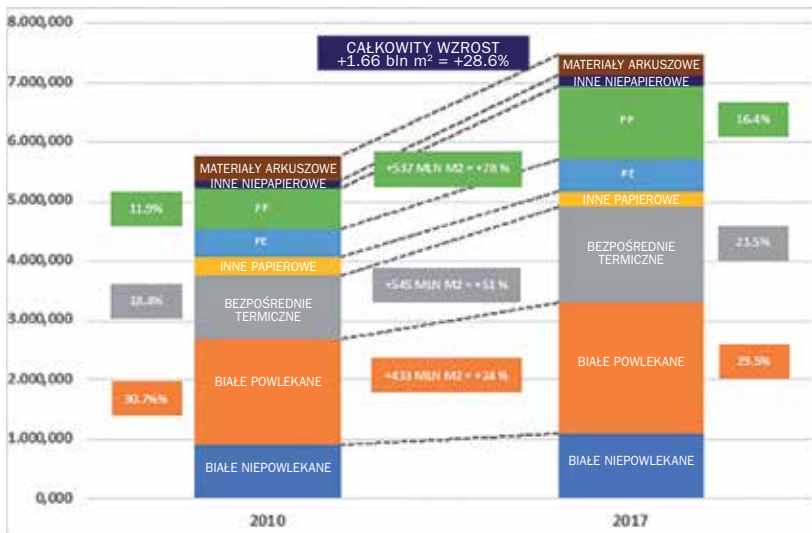 8.000,000
7.000,000
6.000,000
5.000,000
4.000,000
3.000,000
2.000,000
1.000,000
0,000
CAŁKOWITY WZROST
+1.66 bln m² = +28.6%
MATERIAŁY ARKUSZOWE
INNE NIEPAPIEROWE
PP
PE
INNE PAPIEROWE
BEZPOŚREDNIE
TERMICZNE
BIAŁE POWLEKANE
BIAŁE NIEPOWLEKANE
11.9%
18.4%
30.7%%
+537 MLN M2 = +78 %
+545 MLN M2 = +51 %
+433 MLN M2 = +24 %
MATERIAŁY ARKUSZOWE
INNE NIEPAPIEROWE
PP
PE
INNE PAPIEROWE
BEZPOŚREDNIE
TERMICZNE
BIAŁE POWLEKANE
BIAŁE NIEPOWLEKANE
16.4%
21.5%
29.5%
2010
2017